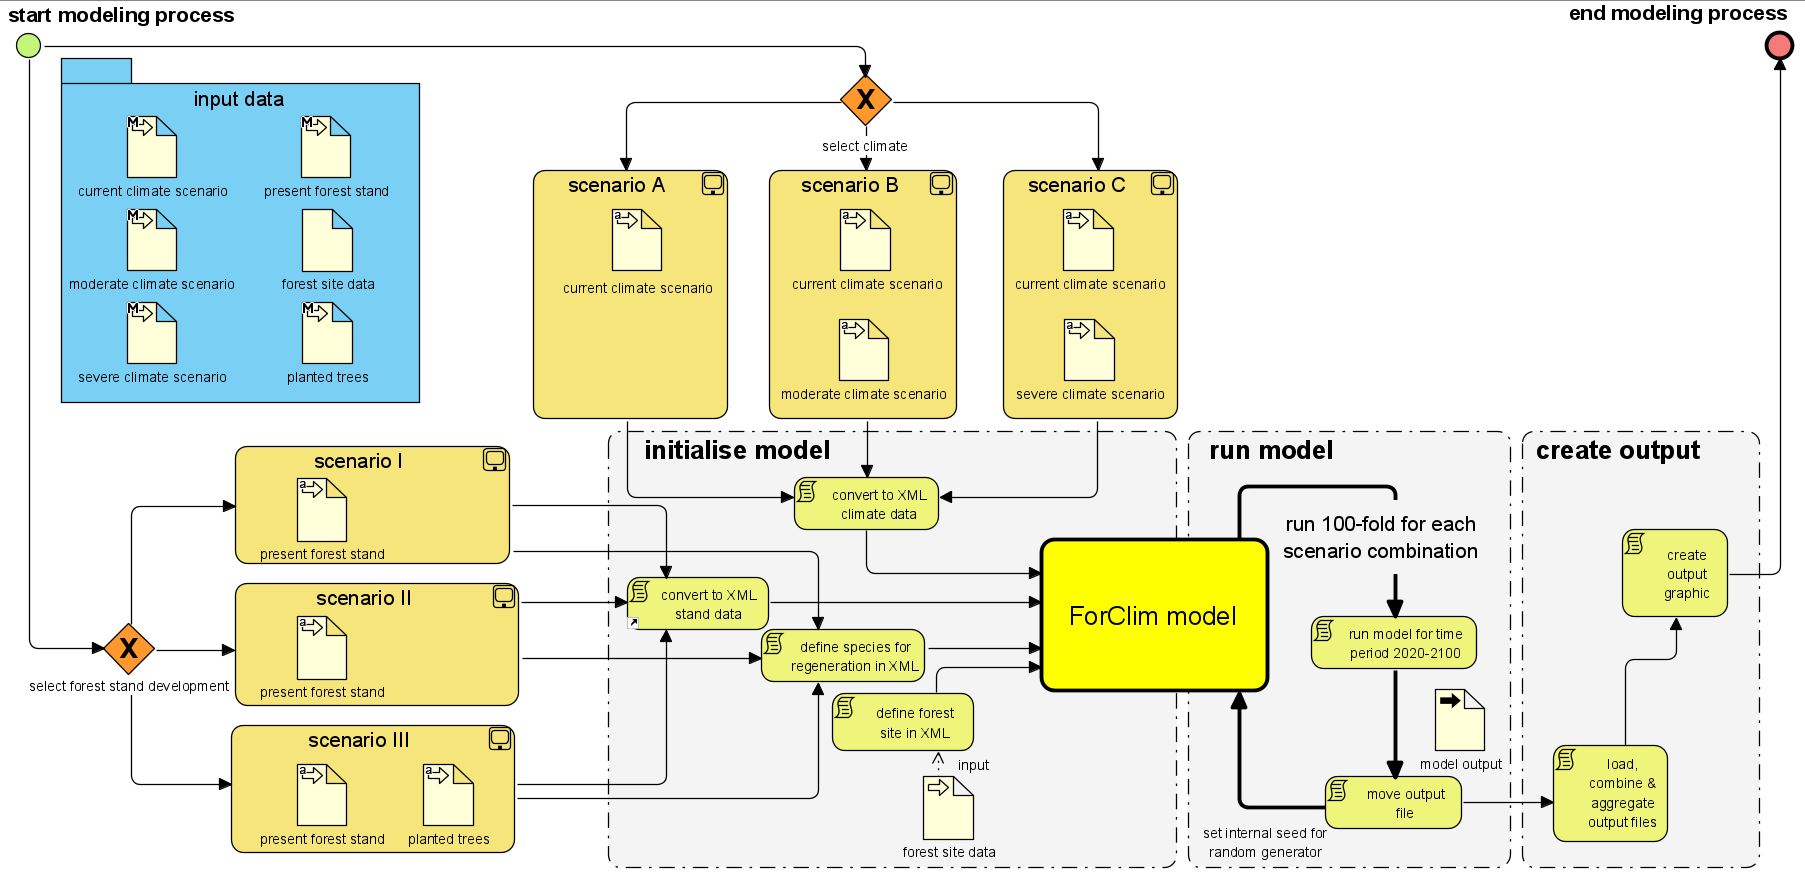 start modeling process
end modeling process
input data
current climate scenario
present forest stand
moderate climate scenario
forest site data
severe climate scenario
planted trees
X
select climate
scenario A
current climate scenario
scenario B
current climate scenario
moderate climate scenario
scenario C
current climate scenario
severe climate scenario
X
select forest stand development
scenario I
present forest stand
scenario II
present forest stand
scenario III
present forest stand
planted trees
initialise model
convert to XML
climate data
convert to XML
stand data
define species for
regeneration in XML
define forest
site in XML
input
forest site data
ForClim model
run model
run 100-fold for each
scenario combination
run model for time
period 2020-2100
model output
move output
file
set internal seed for
random generator
create output
create
output
graphic
load,
combine &
aggregate
output files